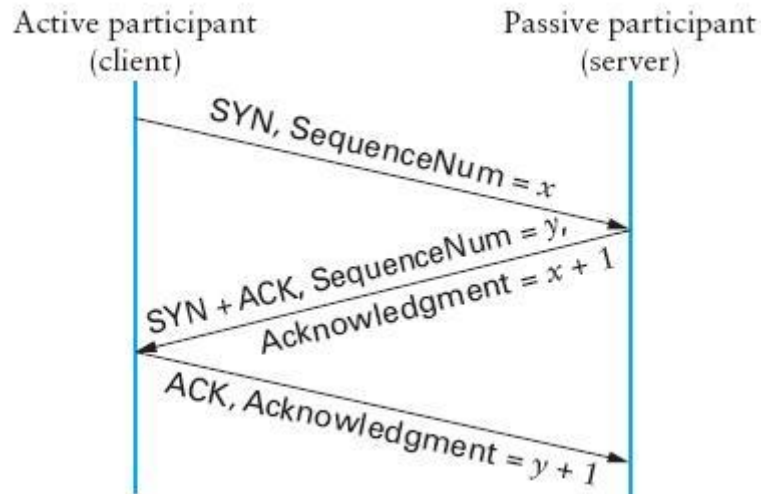 Active participant
(client)
Passive participant
(server)
SYN, SequenceNum = x
SYN + ACK, SequenceNum = y,
Acknowledgment = x + 1
ACK, Acknowledgment = y + 1